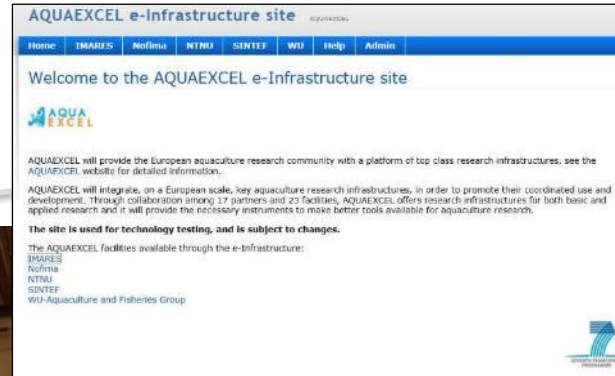 AQUAEXCEL e-Infrastructure site AQUAEXCEL
Home IMARES Nofima NTNU SINTEF WU Help Admin
Welcome to the AQUAEXCEL e-Infrastructure site
AQUA
EXCEL
AQUAEXCEL will provide the European aquaculture research community with a platform of top class research infrastructures, see the
AQUAEXCEL website for detailed information.
AQUAEXCEL will integrate, on a European scale, key aquaculture research infrastructures, in order to promote their coordinated use and
development. Through collaboration among 17 partners and 23 facilities, AQUAEXCEL offers research infrastructures for both basic and
applied research and it will provide the necessary instruments to make better tools available for aquaculture research.
The site is used for technology testing, and is subject to changes.
The AQUAEXCEL facilities available through the e-Infrastructure:
IMARES
Nofima
NTNU
SINTEF
WU-Aquaculture and Fisheries Group
SEVENTH FRAMEWORK
PROGRAMME